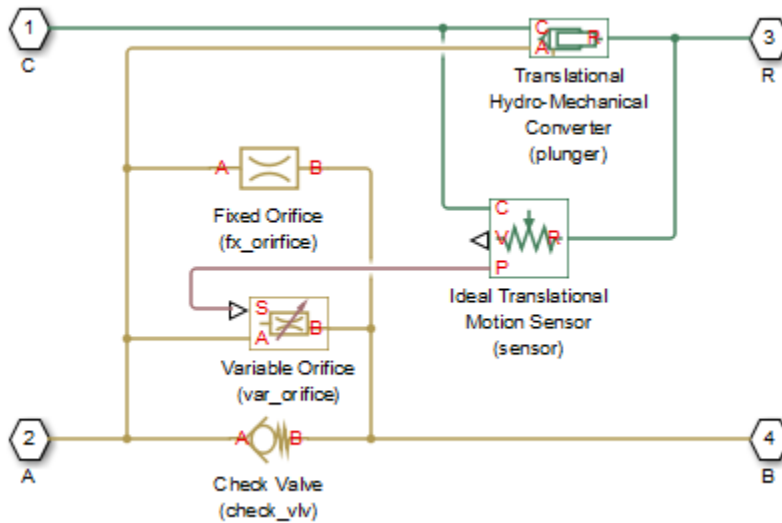 1
C
C
A
R
3
R
Translational
Hydro-Mechanical
Converter
(plunger)
A
B
Fixed Orifice
(fx_orirfice)
C
V
R
P
Ideal Translational
Motion Sensor
(sensor)
S
A
B
Variable Orifice
(var_orifice)
2
A
A
B
Check Valve
(check_vlv)
4
B